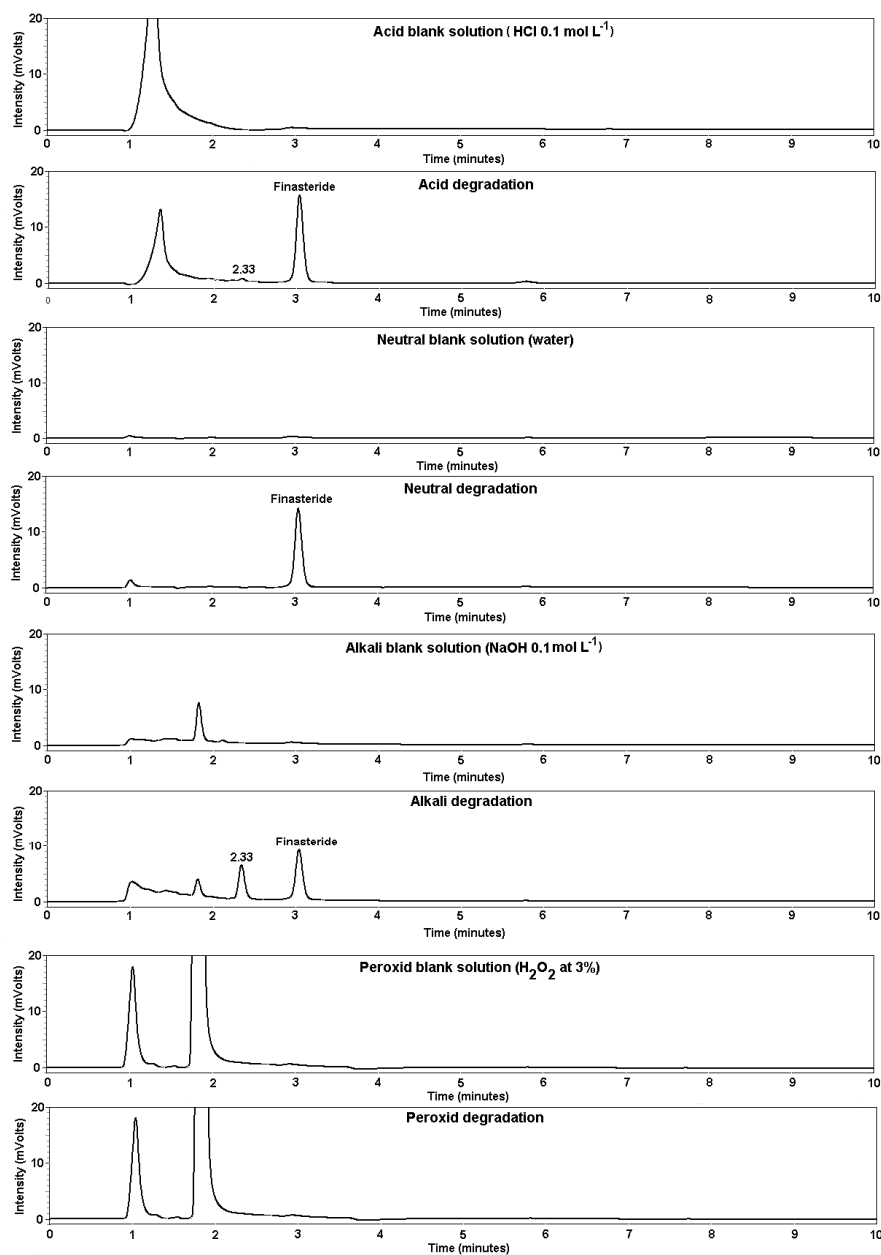 Acid blank solution ( HCl 0.1 mol L-1)
Intensity (mVolts)
20
10
0
0 1 2 3 4 5 6 7 8 9 10
Time (minutes)
Acid degradation
Finasteride
2.33
Intensity (mVolts)
20
10
0
0 1 2 3 4 5 6 7 8 9 10
Time (minutes)
Neutral blank solution (water)
Intensity (mVolts)
20
10
0
0 1 2 3 4 5 6 7 8 9 10
Time (minutes)
Neutral degradation
Finasteride
Intensity (mVolts)
20
10
0
0 1 2 3 4 5 6 7 8 9 10
Time (minutes)
Alkali blank solution (NaOH 0.1mol L-1)
Intensity (mVolts)
20
10
0
0 1 2 3 4 5 6 7 8 9 10
Time (minutes)
Alkali degradation
Finasteride
2.33
Intensity (mVolts)
20
10
0
0 1 2 3 4 5 6 7 8 9 10
Time (minutes)
Peroxid blank solution (H2O2 at 3%)
Intensity (mVolts)
20
10
0
0 1 2 3 4 5 6 7 8 9 10
Time (minutes)
Peroxid degradation
Intensity (mVolts)
20
10
0
0 1 2 3 4 5 6 7 8 9 10
Time (minutes)